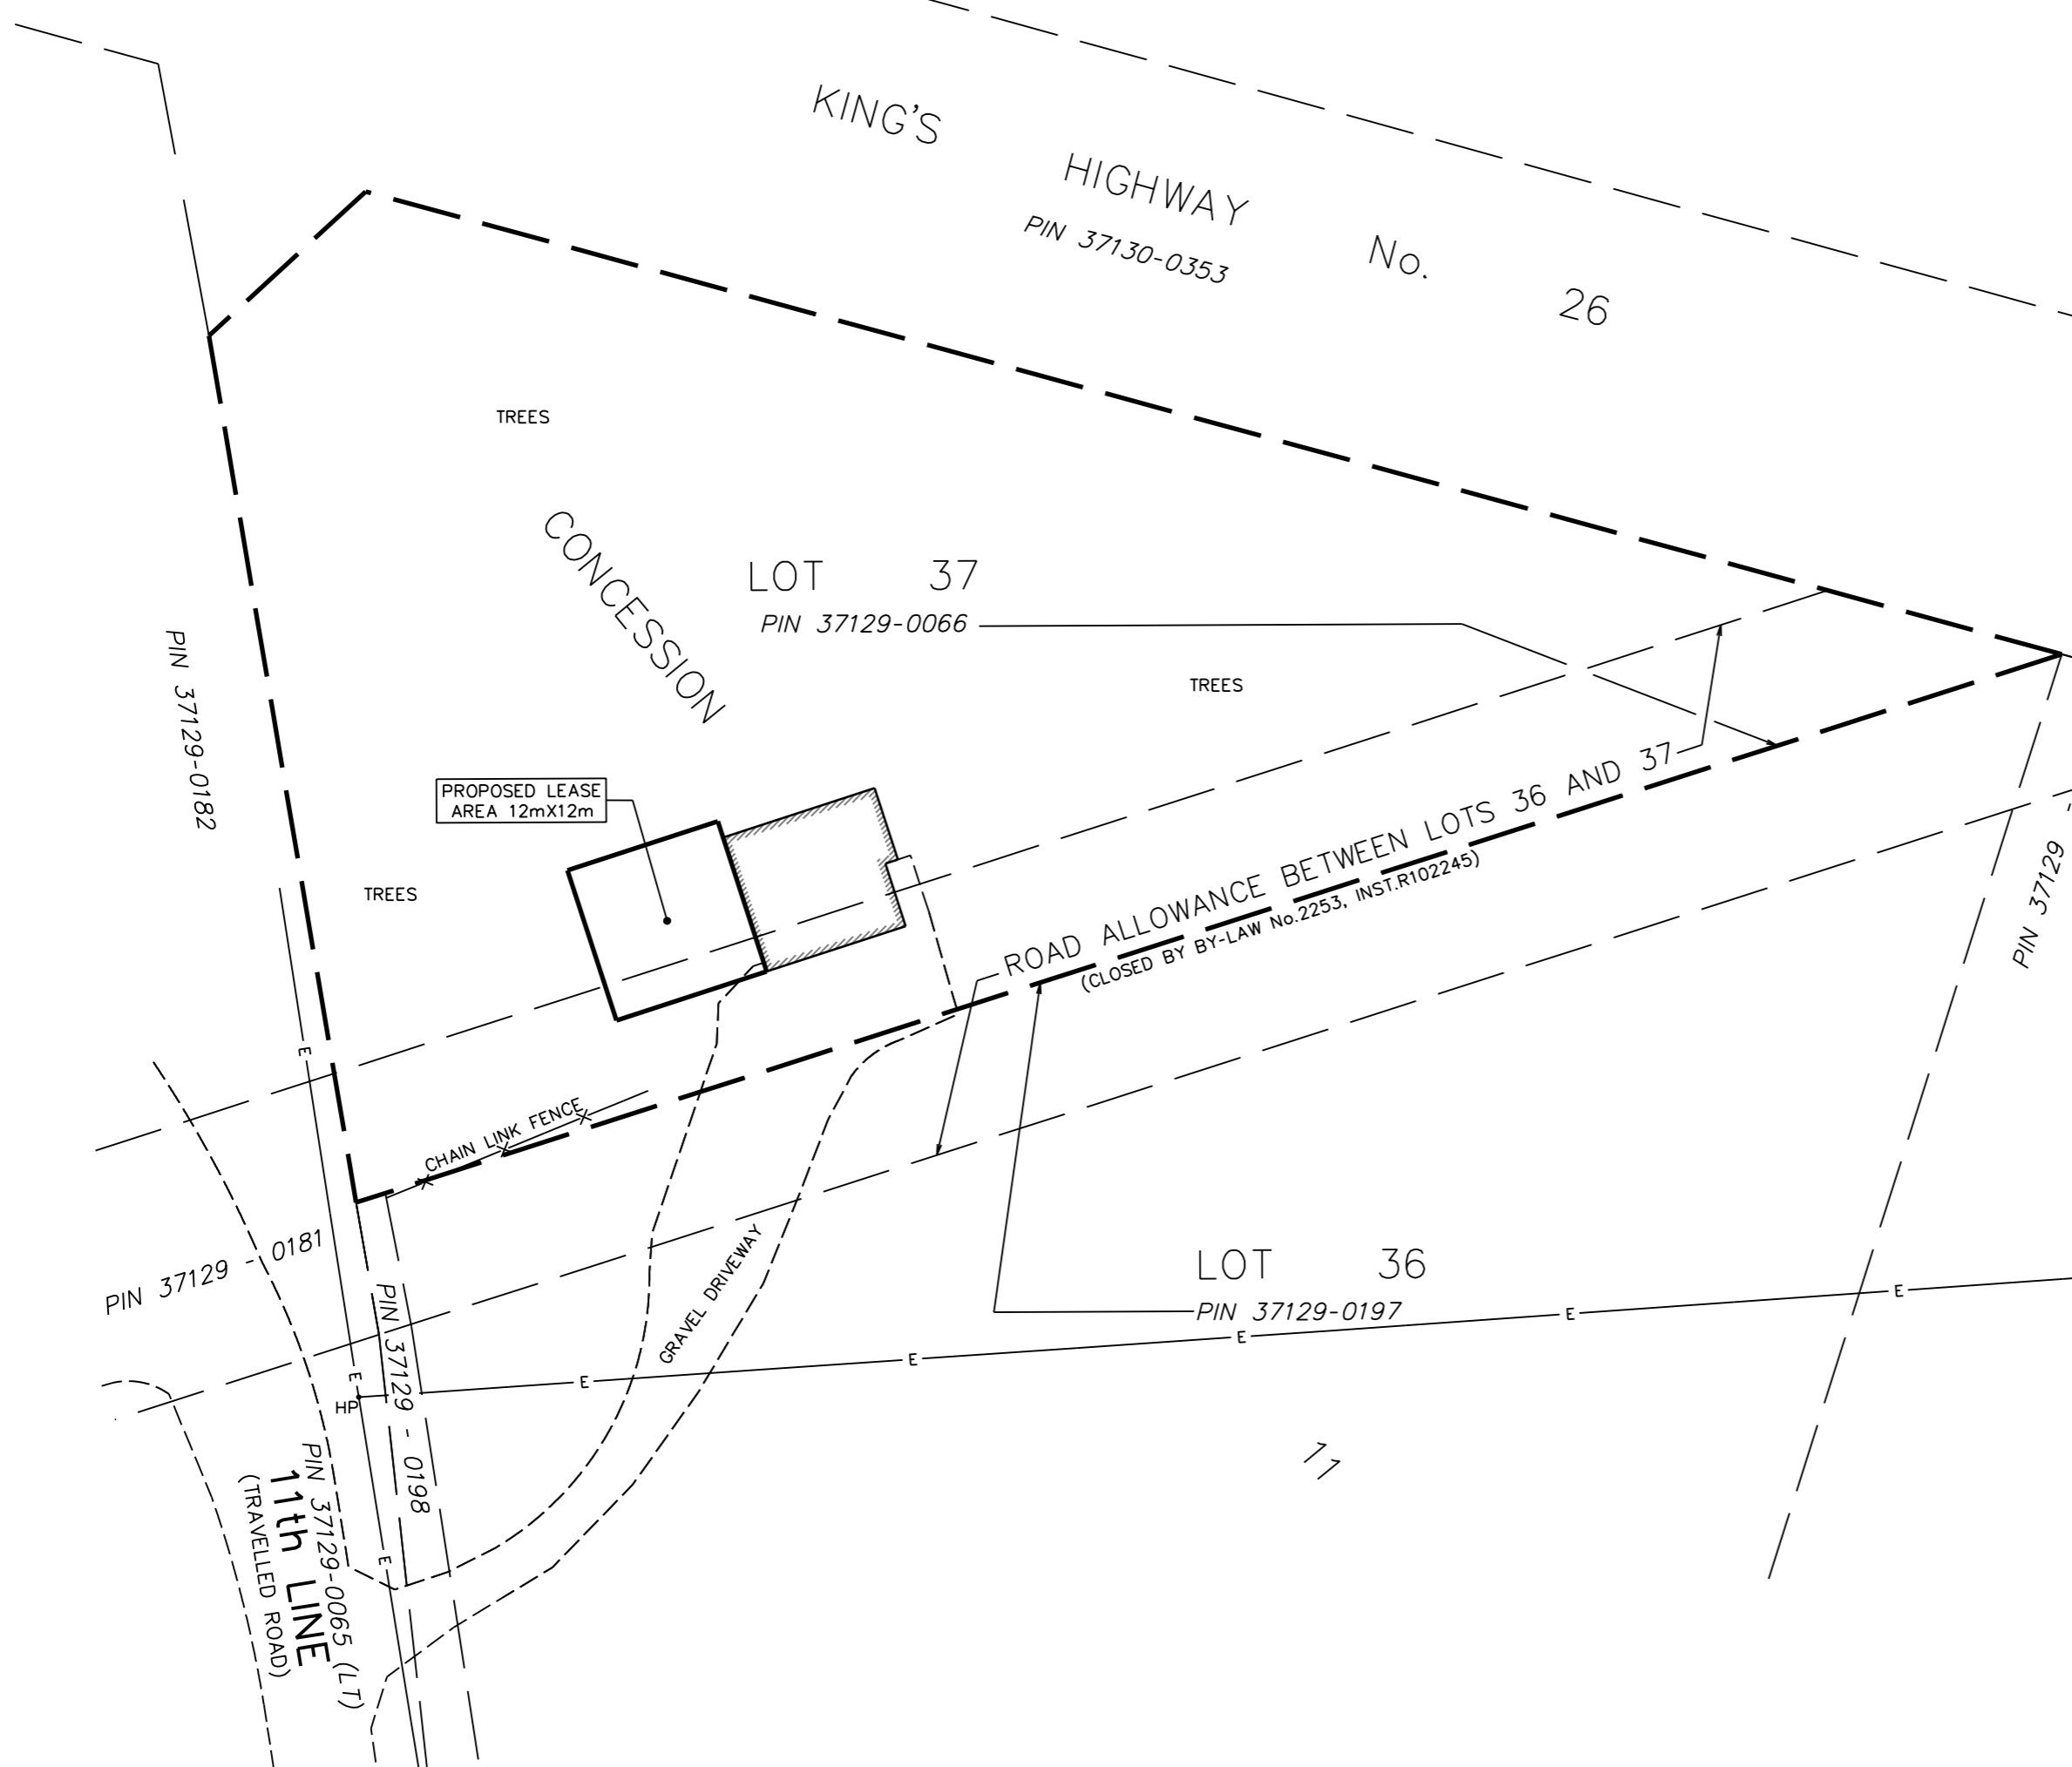 KING'S HIGHWAY No. 26
PIN 37130-0353
TREES
CONCESSION
LOT 37
PIN 37129-0066
TREES
PIN 37129-0182
PROPOSED LEASE
AREA 12mX12m
TREES
ROAD ALLOWANCE BETWEEN LOTS 36 AND 37
(CLOSED BY BY-LAW No.2253, INST.R102245)
PIN 37129
E
CHAIN LINK FENCE
PIN 37129 - 0181
PIN 37129 - 0198
GRAVEL DRIVEWAY
LOT 36
PIN 37129-0197
E
E
E
E
E
E
HP
11
PIN 37129-0065 (LT)
11th LINE
(TRAVELLED ROAD)
E